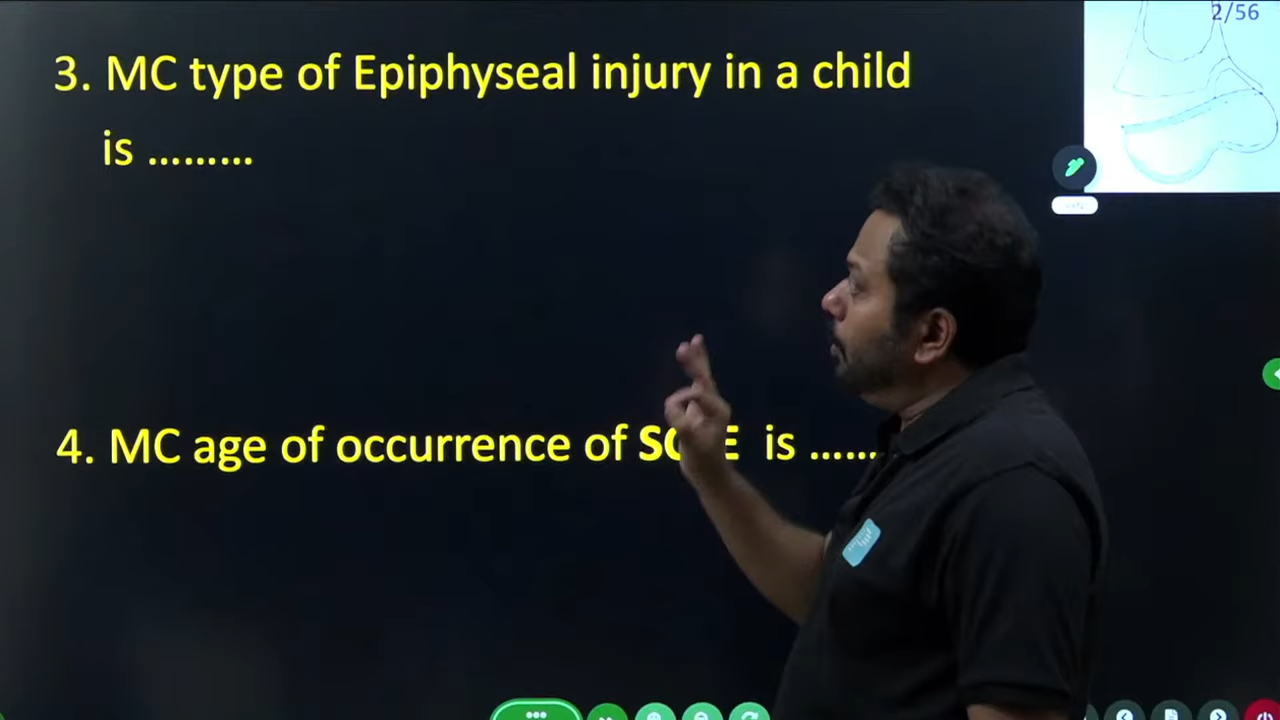 2/56
3. MC type of Epiphyseal injury in a child
is .........
4. MC age of occurrence of is ......